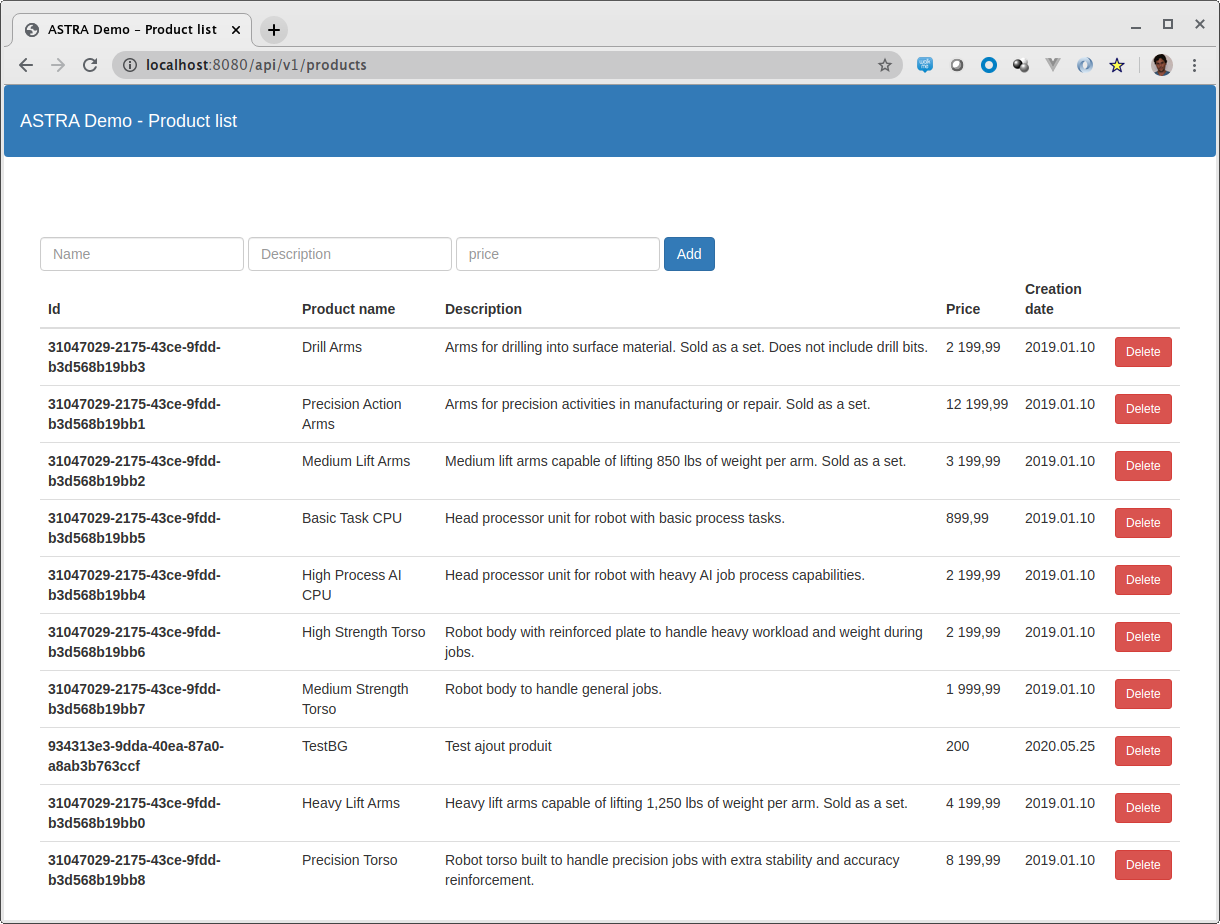 ASTRA Demo - Product list
localhost:8080/api/v1/products
ASTRA Demo - Product list
Name Description price Add
Id Product name Description Price Creation date
31047029-2175-43ce-9fdd- Drill Arms Arms for drilling into surface material. Sold as a set. Does not include drill bits. 2 199,99 2019.01.10 Delete
b3d568b19bb3
31047029-2175-43ce-9fdd- Precision Action Arms for precision activities in manufacturing or repair. Sold as a set. 12 199,99 2019.01.10 Delete
b3d568b19bb1 Arms
31047029-2175-43ce-9fdd- Medium Lift Arms Medium lift arms capable of lifting 850 lbs of weight per arm. Sold as a set. 3 199,99 2019.01.10 Delete
b3d568b19bb2
31047029-2175-43ce-9fdd- Basic Task CPU Head processor unit for robot with basic process tasks. 899,99 2019.01.10 Delete
b3d568b19bb5
31047029-2175-43ce-9fdd- High Process AI Head processor unit for robot with heavy AI job process capabilities. 2 199,99 2019.01.10 Delete
b3d568b19bb4 CPU
31047029-2175-43ce-9fdd- High Strength Torso Robot body with reinforced plate to handle heavy workload and weight during 2 199,99 2019.01.10 Delete
b3d568b19bb6 jobs.
31047029-2175-43ce-9fdd- Medium Strength Robot body to handle general jobs. 1 999,99 2019.01.10 Delete
b3d568b19bb7 Torso
934313e3-9dda-40ea-87a0- TestBG Test ajout produit 200 2020.05.25 Delete
a8ab3b763ccf
31047029-2175-43ce-9fdd- Heavy Lift Arms Heavy lift arms capable of lifting 1,250 lbs of weight per arm. Sold as a set. 4 199,99 2019.01.10 Delete
b3d568b19bb0
31047029-2175-43ce-9fdd- Precision Torso Robot torso built to handle precision jobs with extra stability and accuracy 8 199,99 2019.01.10 Delete
b3d568b19bb8 reinforcement.